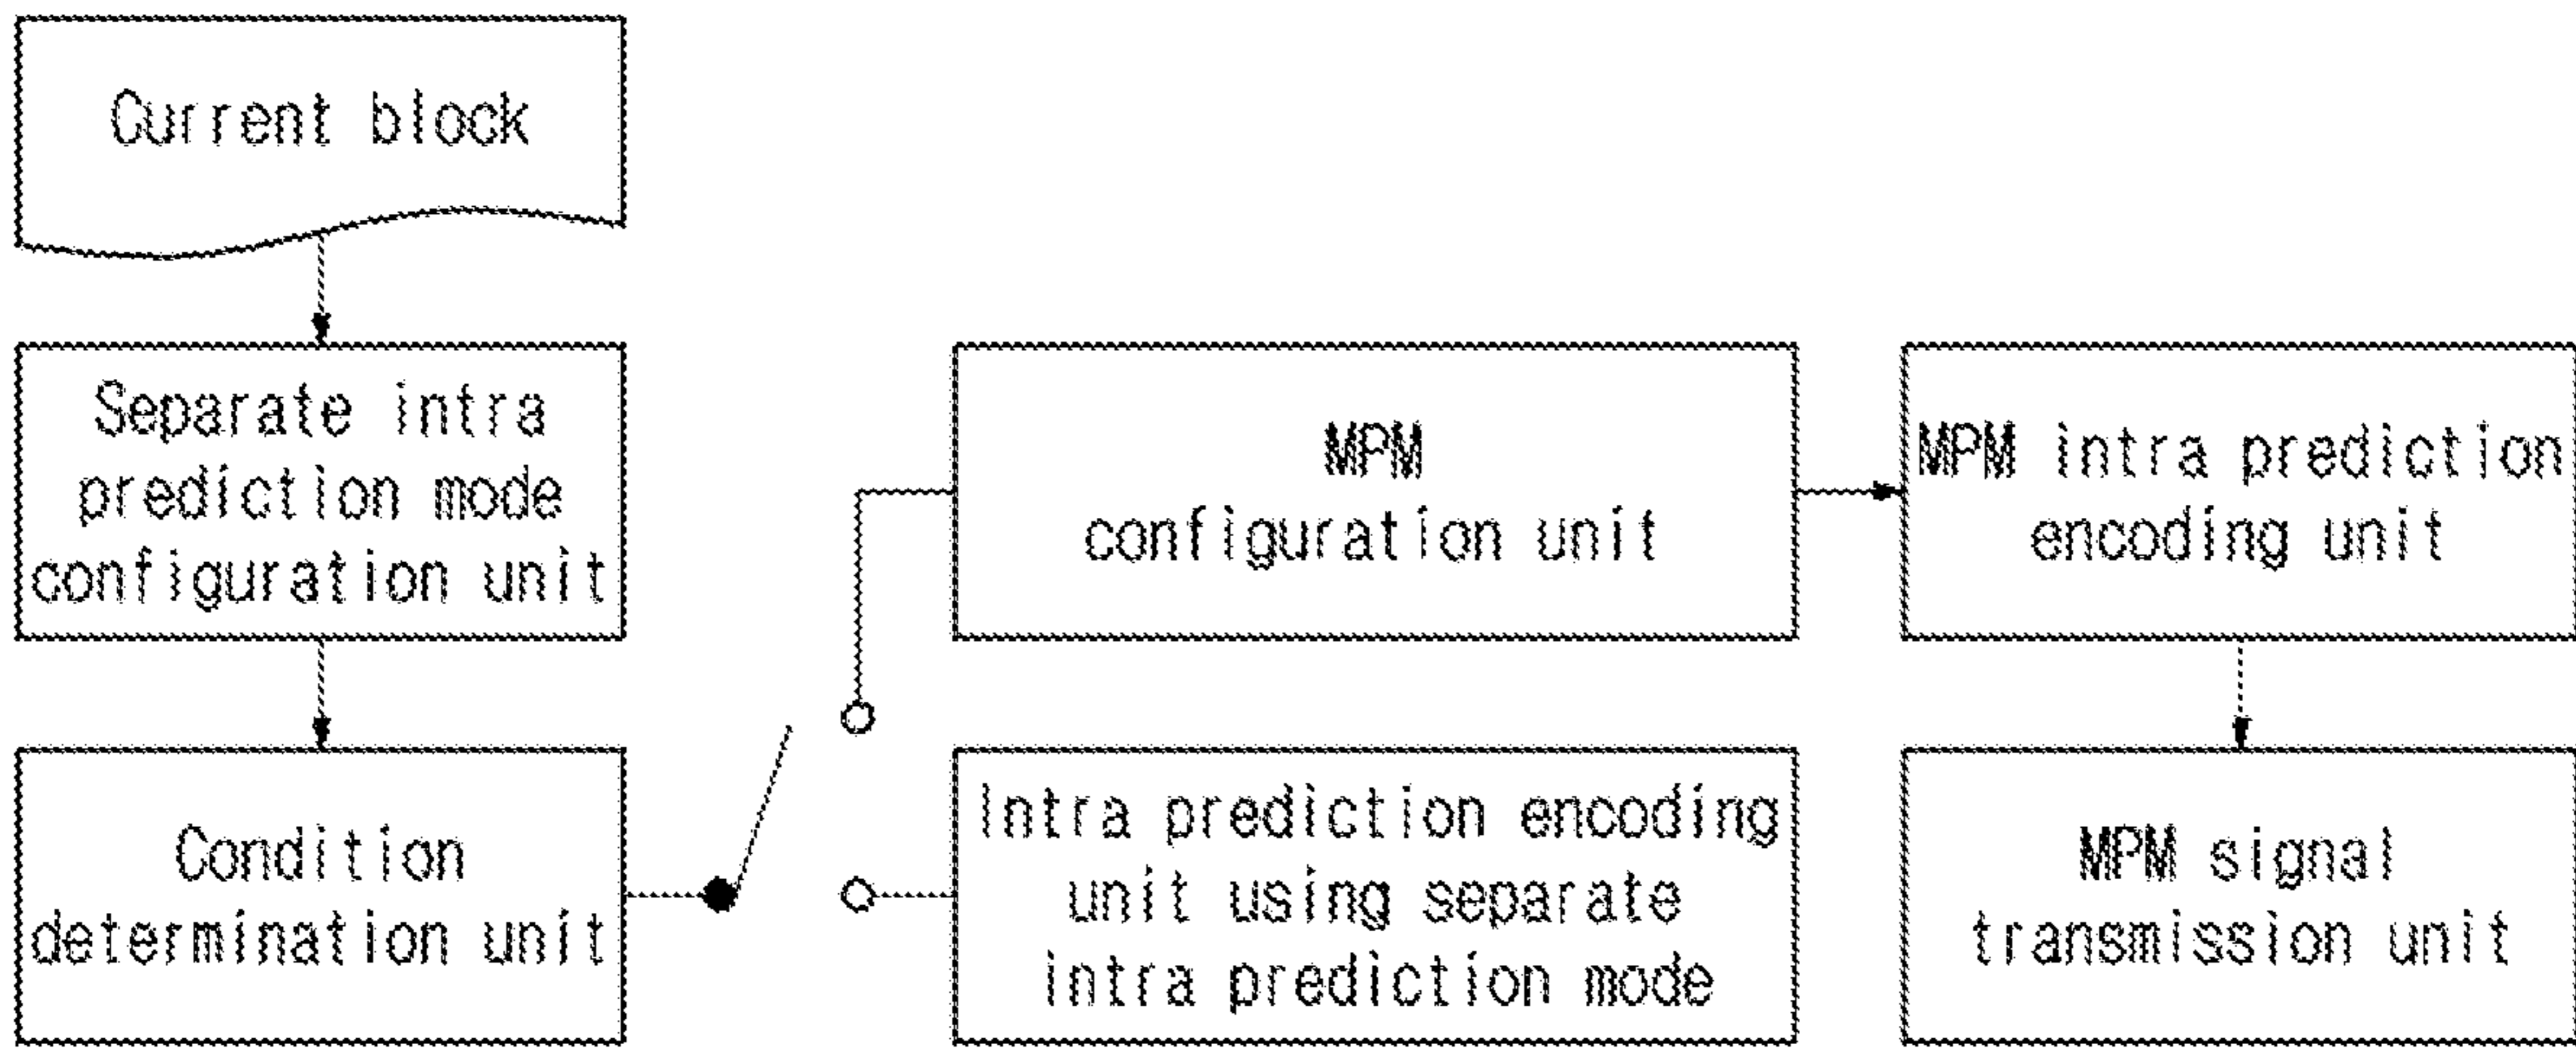 Current block
Separate intra
prediction mode
configuration unit
Condition
determination unit
MPM
configuration unit
Intra prediction encoding
unit using separate
intra prediction mode
MPM intra prediction
encoding unit
MPM signal
transmission unit